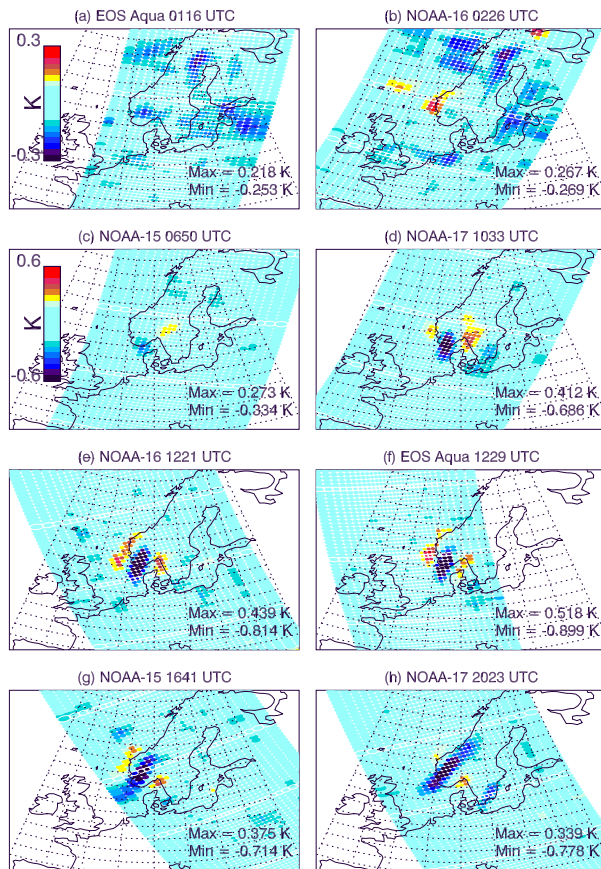 (a) EOS Aqua 0116 UTC
(b) NOAA-16 0226 UTC
0.3
K
-0.3
Max = 0.218 K
Min = -0.253 K
Max = 0.267 K
Min = -0.269 K
(c) NOAA-15 0650 UTC
(d) NOAA-17 1033 UTC
0.6
K
-0.6
Max = 0.273 K
Min = -0.334 K
Max = 0.412 K
Min = -0.686 K
(e) NOAA-16 1221 UTC
(f) EOS Aqua 1229 UTC
Max = 0.439 K
Min = -0.814 K
Max = 0.518 K
Min = -0.899 K
(g) NOAA-15 1641 UTC
(h) NOAA-17 2023 UTC
Max = 0.375 K
Min = -0.714 K
Max = 0.339 K
Min = -0.778 K